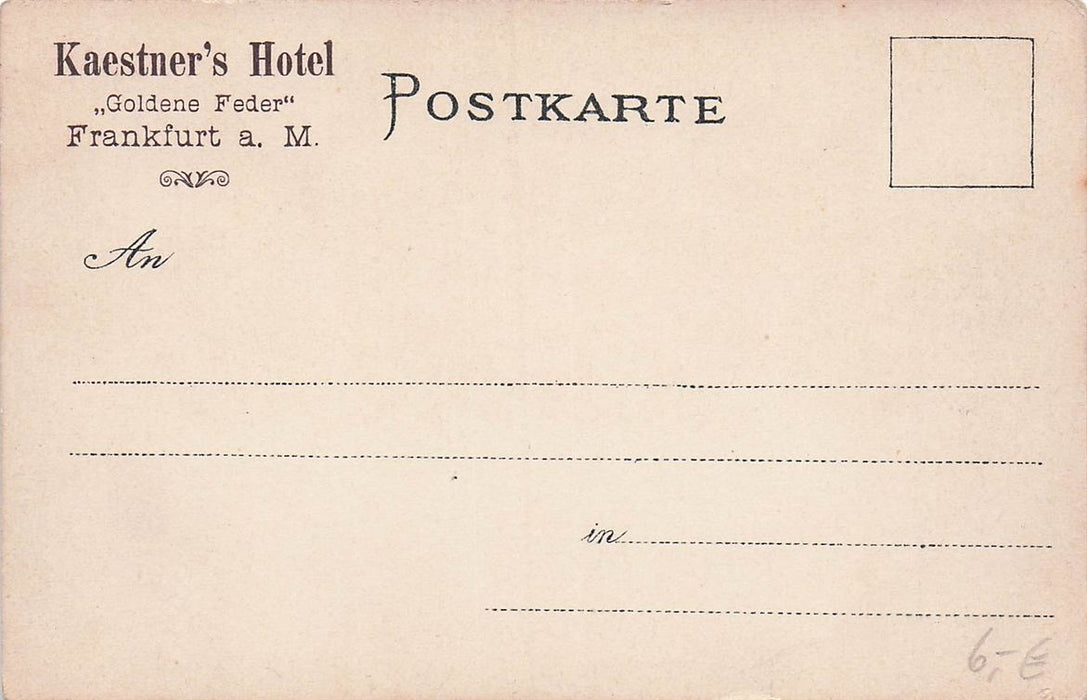 Kaestner's Hotel
„Goldene Feder“
Frankfurt a. M.
POSTKARTE
An
in
6,- €